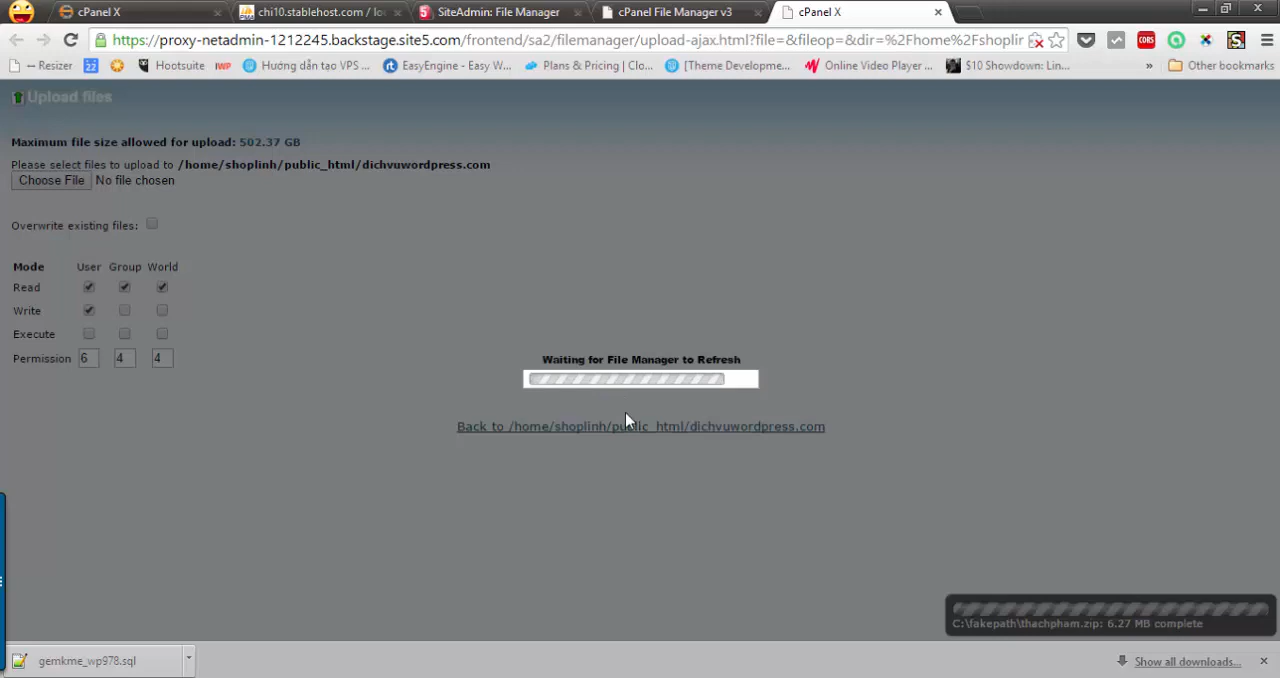 cPanel X
chi10.stablehost.com / lo
SiteAdmin: File Manager
cPanel File Manager v3
cPanel X
https://proxy-netadmin-1212245.backstage.site5.com/frontend/sa2/filemanager/upload-ajax.html?file=&fileop=&dir=%2Fhome%2Fshoplir
CORS
-- Resizer
22
Hootsuite
IWP
Hướng dẫn tạo VPS ...
EasyEngine - Easy W...
Plans & Pricing | Clo...
[Theme Developme...
Online Video Player ...
$10 Showdown: Lin...
»
Other bookmarks
Upload files
Maximum file size allowed for upload: 502.37 GB
Please select files to upload to /home/shoplinh/public_html/dichvuwordpress.com
Choose File No file chosen
Overwrite existing files:
Mode User Group World
Read
Write
Execute
Permission 6 4 4
Waiting for File Manager to Refresh
Back to /home/shoplinh/public_html/dichvuwordpress.com
C:\fakepath\thachpham.zip: 6.27 MB complete
gemkme_wp978.sql
Show all downloads...